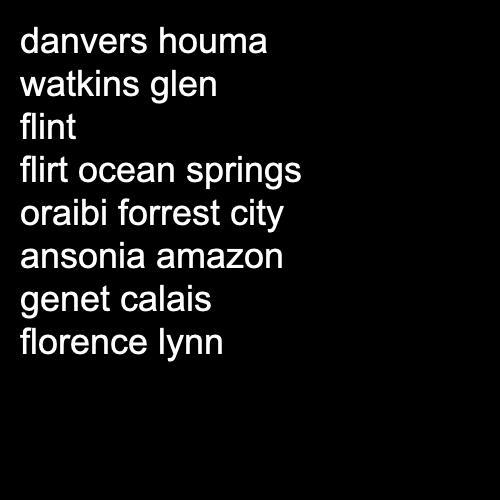 danvers houma
watkins glen
flint
flirt ocean springs
oraibi forrest city
ansonia amazon
genet calais
florence lynn